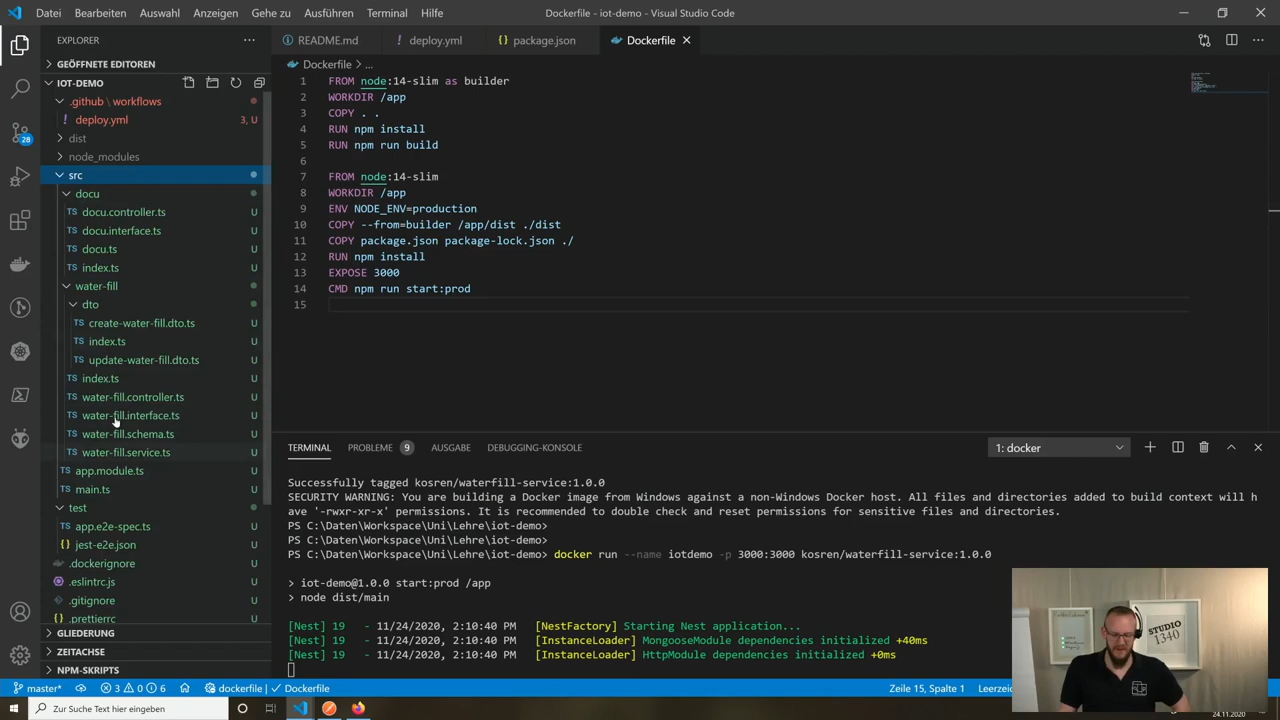 Datei Bearbeiten Auswahl Anzeigen Gehe zu Ausführen Terminal Hilfe Dockerfile - iot-demo - Visual Studio Code
EXPLORER
README.md deploy.yml package.json Dockerfile
GEÖFFNETE EDITOREN
Dockerfile > ...
IOT-DEMO
.github \ workflows
deploy.yml 3, U
dist
node_modules
src
docu
docu.controller.ts U
docu.interface.ts U
docu.ts U
index.ts U
water-fill
dto
create-water-fill.dto.ts U
index.ts U
update-water-fill.dto.ts U
index.ts U
water-fill.controller.ts U
water-fill.interface.ts U
water-fill.schema.ts U
water-fill.service.ts U
app.module.ts U
main.ts U
test
app.e2e-spec.ts U
jest-e2e.json U
.dockerignore U
.eslintrc.js U
.gitignore U
.prettierrc U
GLIEDERUNG
ZEITACHSE
NPM-SKRIPTS
28
1 FROM node:14-slim as builder
2 WORKDIR /app
3 COPY . .
4 RUN npm install
5 RUN npm run build
6
7 FROM node:14-slim
8 WORKDIR /app
9 ENV NODE_ENV=production
10 COPY --from=builder /app/dist ./dist
11 COPY package.json package-lock.json ./
12 RUN npm install
13 EXPOSE 3000
14 CMD npm run start:prod
15
TERMINAL PROBLEME 9 AUSGABE DEBUGGING-KONSOLE 1: docker
Successfully tagged kosren/waterfill-service:1.0.0
SECURITY WARNING: You are building a Docker image from Windows against a non-Windows Docker host. All files and directories added to build context will h
ave '-rwxr-xr-x' permissions. It is recommended to double check and reset permissions for sensitive files and directories.
PS C:\Daten\Workspace\Uni\Lehre\iot-demo>
PS C:\Daten\Workspace\Uni\Lehre\iot-demo>
PS C:\Daten\Workspace\Uni\Lehre\iot-demo> docker run --name iotdemo -p 3000:3000 kosren/waterfill-service:1.0.0
> iot-demo@1.0.0 start:prod /app
> node dist/main
[Nest] 19 - 11/24/2020, 2:10:40 PM [NestFactory] Starting Nest application...
[Nest] 19 - 11/24/2020, 2:10:40 PM [InstanceLoader] MongooseModule dependencies initialized +40ms
[Nest] 19 - 11/24/2020, 2:10:40 PM [InstanceLoader] HttpModule dependencies initialized +0ms
STUDIO
1340
master* 3 0 6 dockerfile | Dockerfile Zeile 15, Spalte 1
Zur Suche Text hier eingeben
24.11.2020